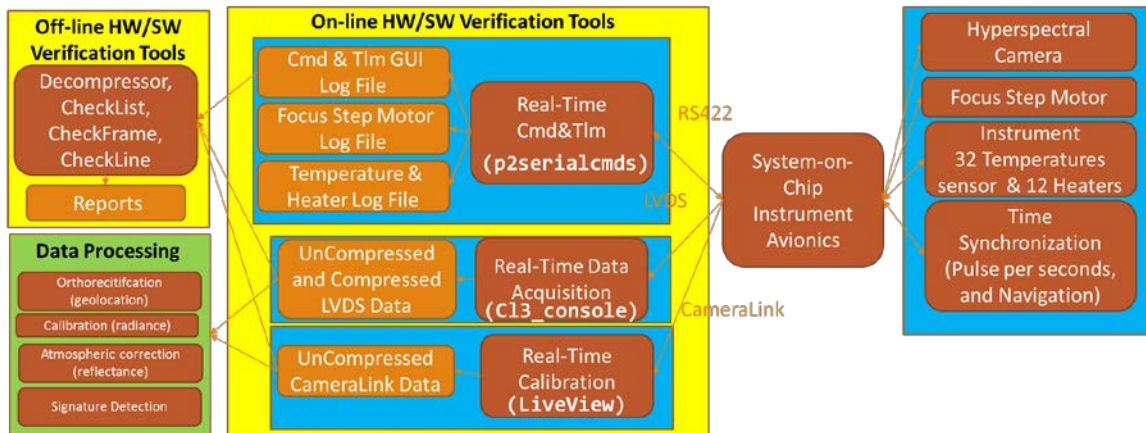 Off-line HW/SW
Verification Tools
Decompressor,
CheckList,
CheckFrame,
CheckLine
Reports
Data Processing
Orthorecitifcation
(geolocation)
Calibration (radiance)
Atmospheric correction
(reflectance)
Signature Detection
On-line HW/SW Verification Tools
Cmd & Tlm GUI
Log File
Focus Step Motor
Log File
Temperature &
Heater Log File
Real-Time
Cmd&Tlm
(p2serialcmds)
UnCompressed
and Compressed
LVDS Data
Real-Time Data
Acquisition
(Cl3_console)
UnCompressed
CameraLink Data
Real-Time
Calibration
(LiveView)
RS422
LVDS
CameraLink
System-on-
Chip
Instrument
Avionics
Hyperspectral
Camera
Focus Step Motor
Instrument
32 Temperatures
sensor & 12 Heaters
Time
Synchronization
(Pulse per seconds,
and Navigation)